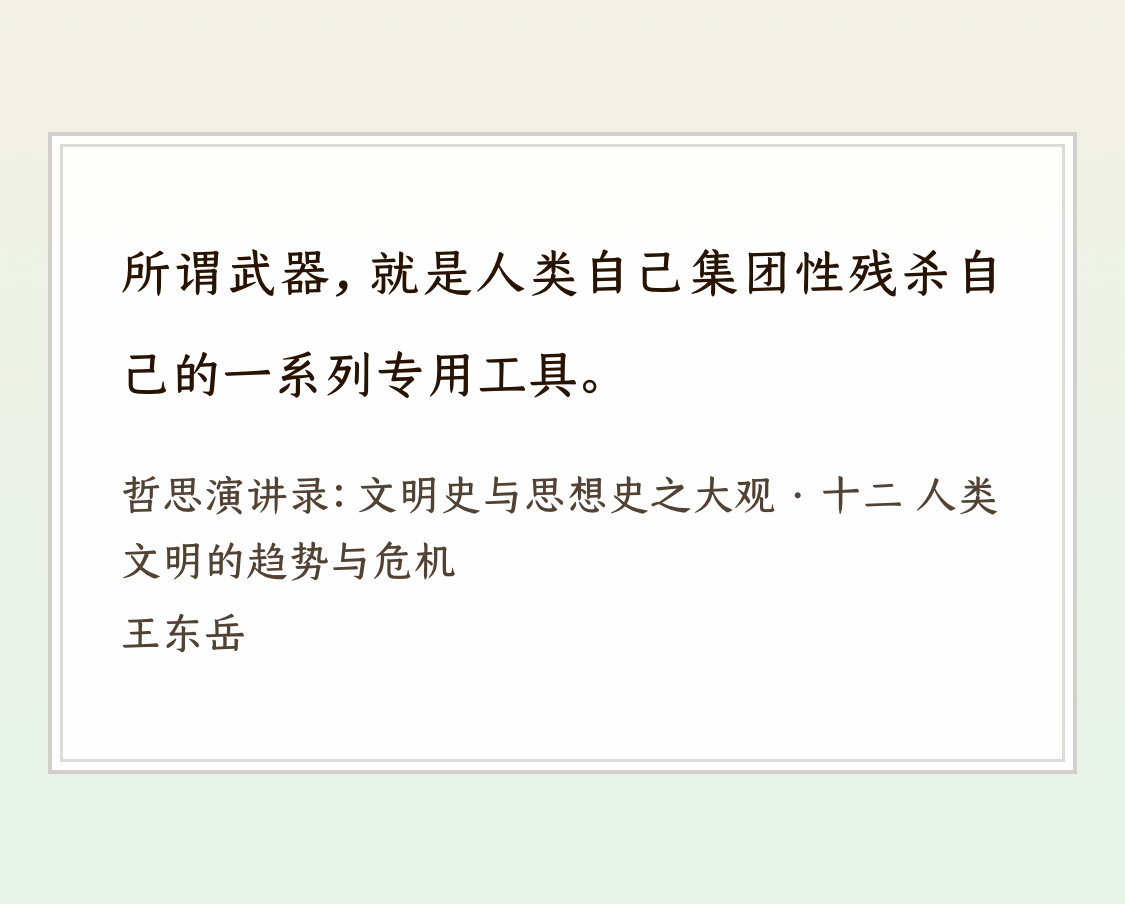 所谓武器，就是人类自己集团性残杀自
己的一系列专用工具。
哲思演讲录：文明史与思想史之大观 · 十二 人类
文明的趋势与危机
王东岳